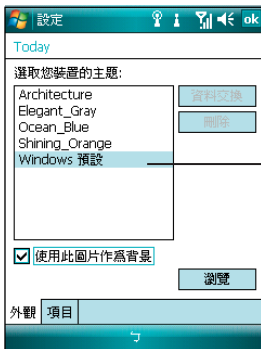 設定
ok
Today
選取您裝置的主題:
Architecture
Elegant_Gray
Ocean_Blue
Shining_Orange
Windows 預設
資料交換
刪除
使用此圖片作為背景
瀏覽
外觀 項目
ㄅ